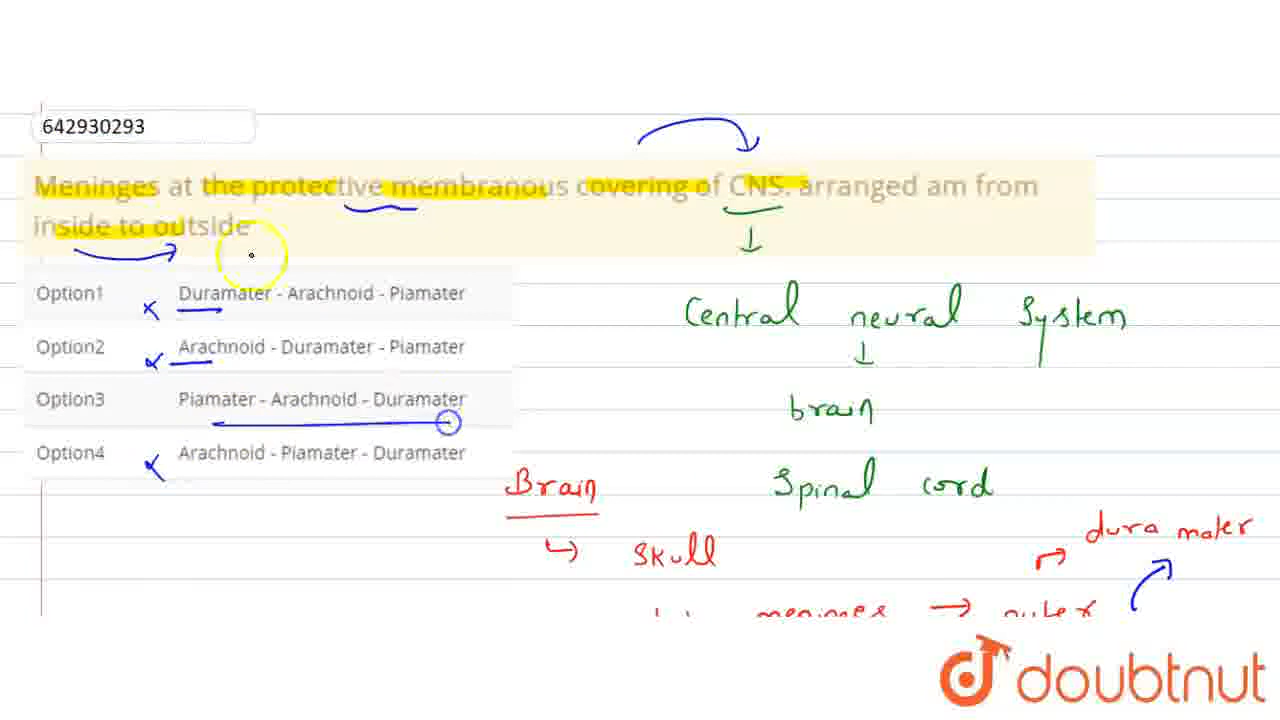 642930293
Meninges at the protective membranous covering of CNS. arranged am from
inside to outside
Option1 Duramater - Arachnoid - Piamater
Option2 Arachnoid - Duramater - Piamater
Option3 Piamater - Arachnoid - Duramater
Option4 Arachnoid - Piamater - Duramater
Central neural System
brain
Spinal cord
Brain
Skull
dura mater
meninges → outer
doubtnut